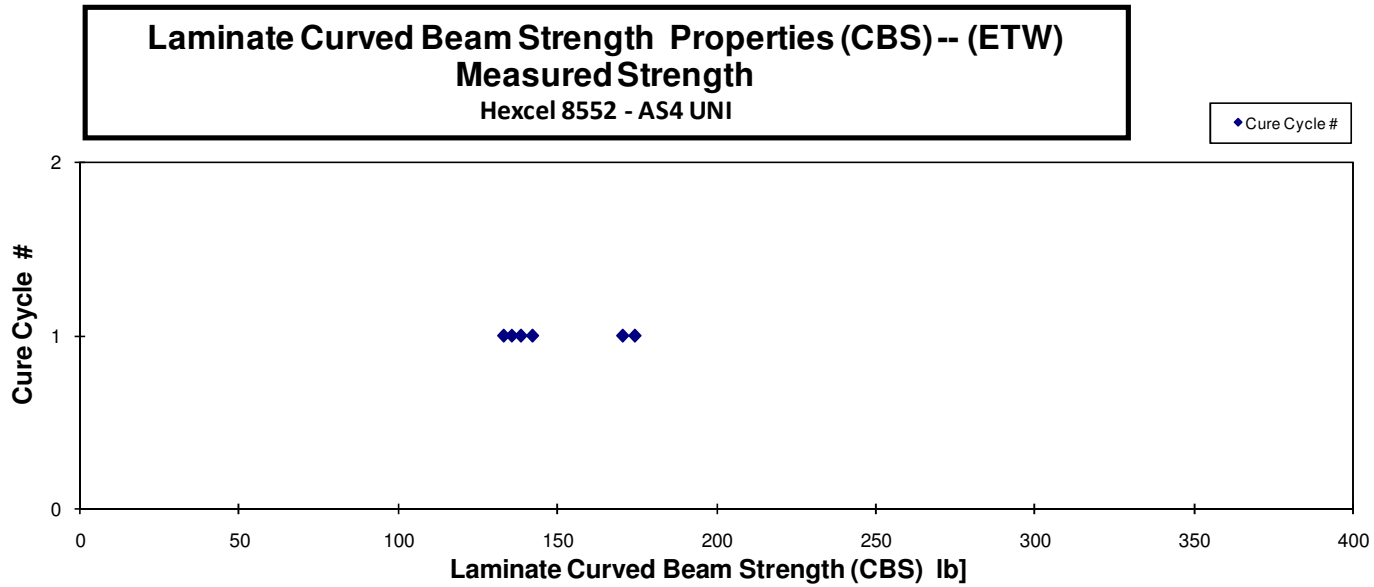 Laminate Curved Beam Strength Properties (CBS) -- (ETW)
Measured Strength
Hexcel 8552 - AS4 UNI
Cure Cycle #
2
1
0
Cure Cycle #
0 50 100 150 200 250 300 350 400
Laminate Curved Beam Strength (CBS) lb]